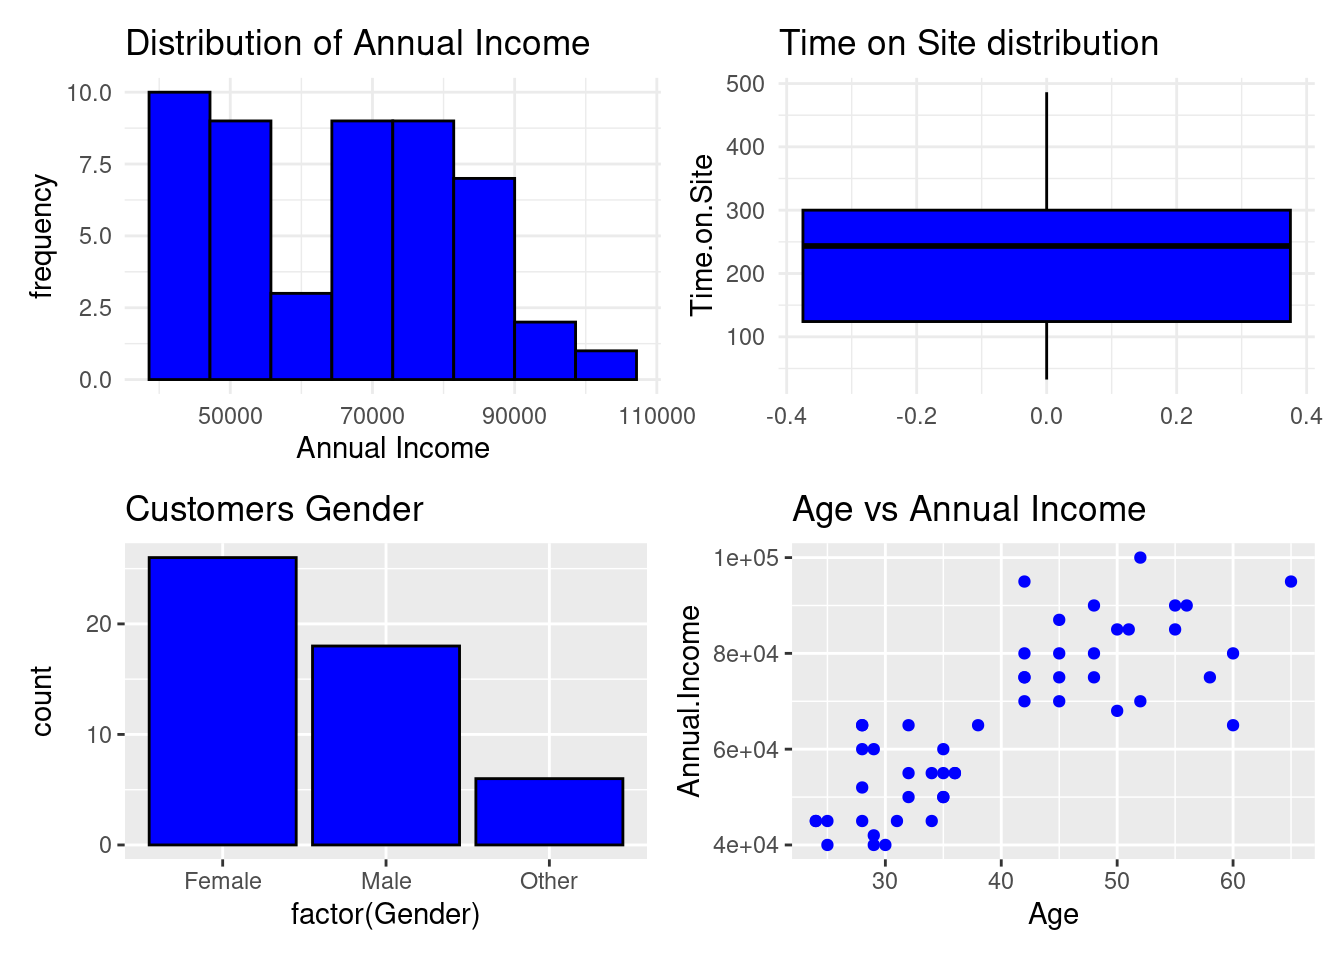 Distribution of Annual Income
frequency
10.0
7.5
5.0
2.5
0.0
50000 70000 90000 110000
Annual Income
Time on Site distribution
Time.on.Site
500
400
300
200
100
-0.4 -0.2 0.0 0.2 0.4
Customers Gender
count
20
10
0
Female Male Other
factor(Gender)
Age vs Annual Income
Annual.Income
1e+05
8e+04
6e+04
4e+04
30 40 50 60
Age